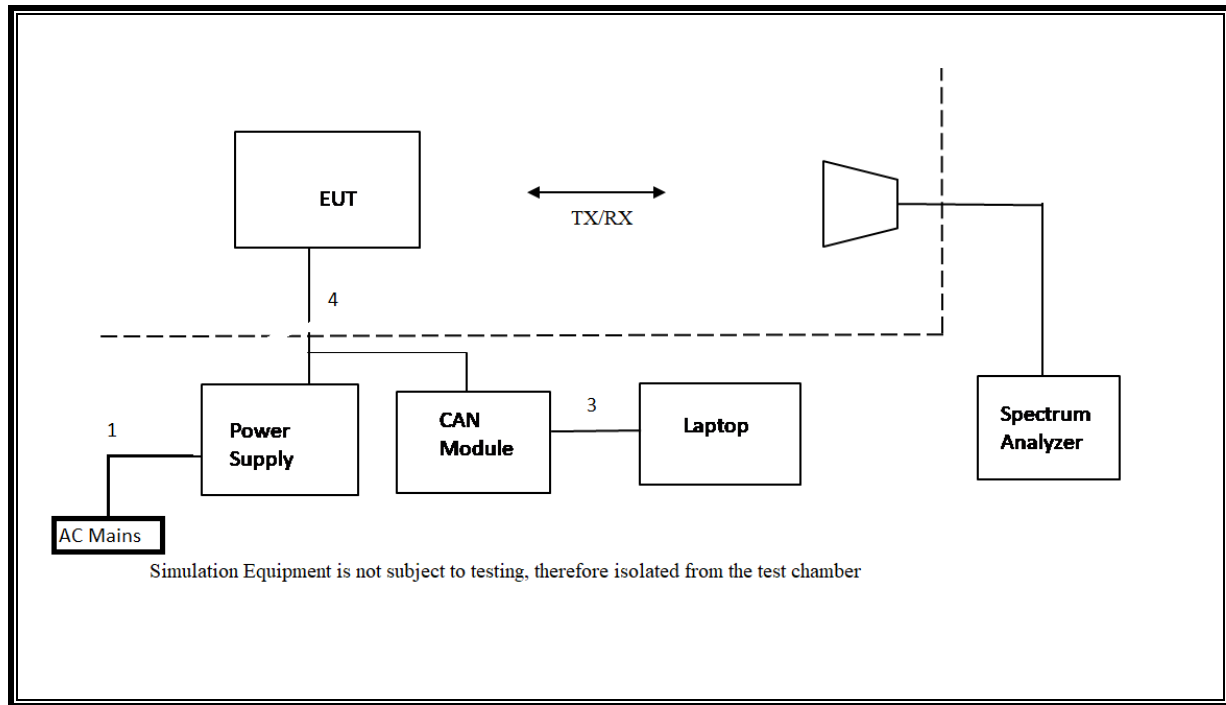 EUT
TX/RX
4
1
Power
Supply
CAN
Module
3
Laptop
Spectrum
Analyzer
AC Mains
Simulation Equipment is not subject to testing, therefore isolated from the test chamber